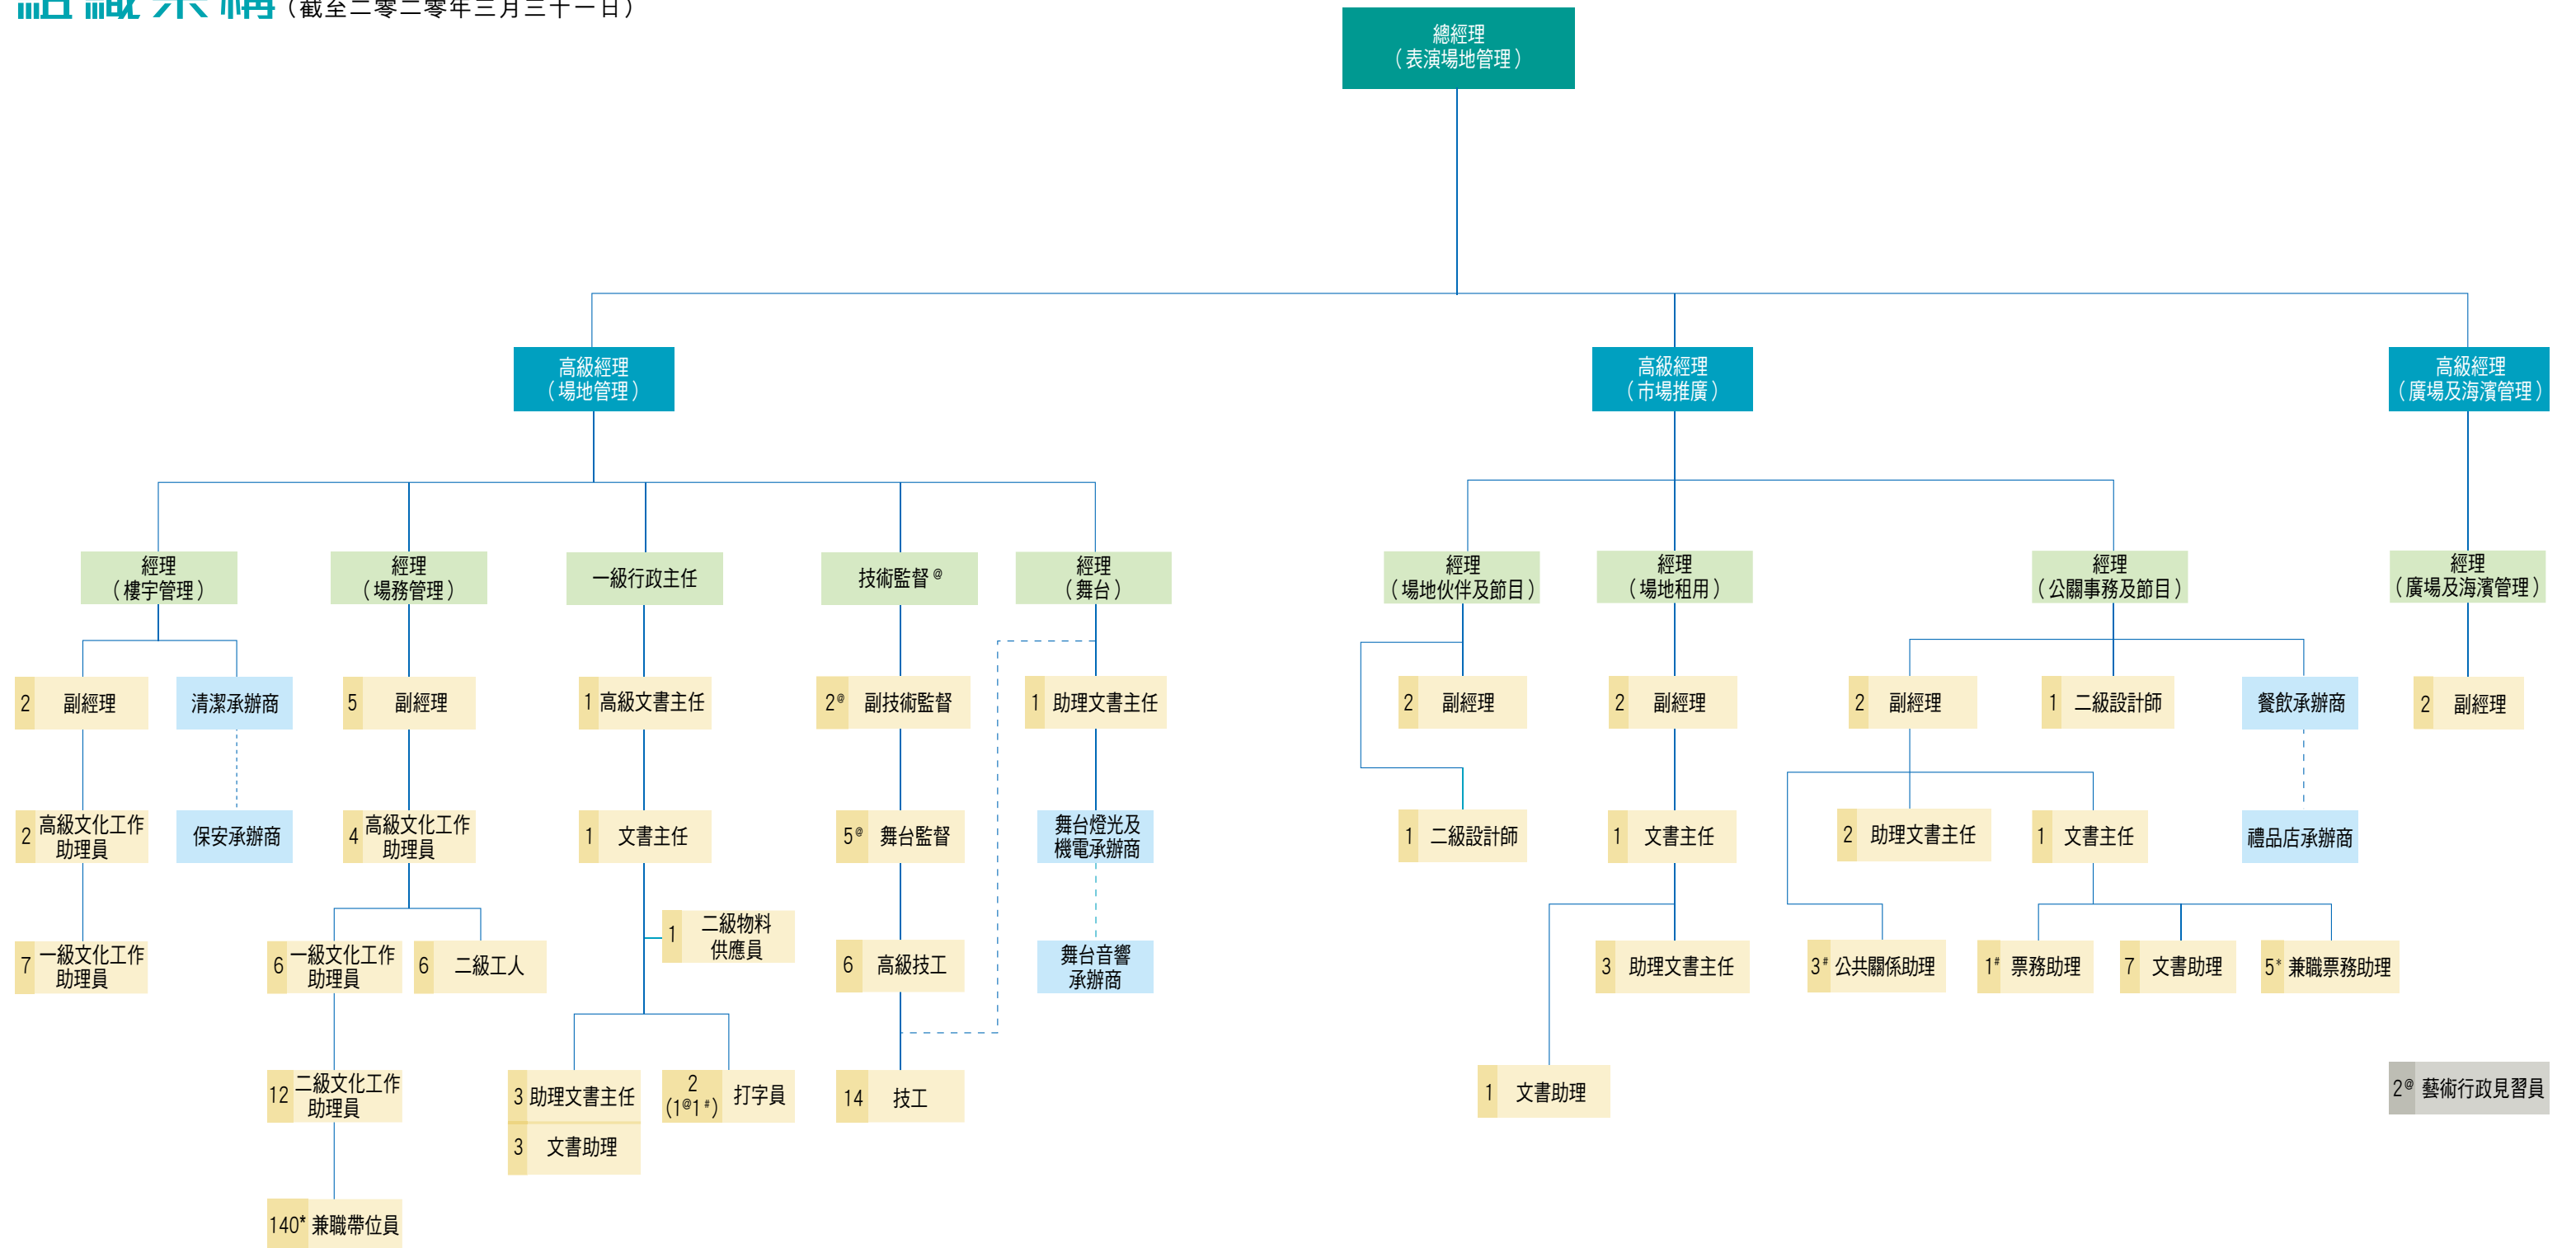 組織架構（截至二零二零年三月三十一日）
總經理
（表演場地管理）
高級經理
（場地管理）
高級經理
（市場推廣）
高級經理
（廣場及海濱管理）
經理
（樓宇管理）
經理
（場務管理）
一級行政主任
技術監督@
經理
（舞台）
經理
（場地伙伴及節目）
經理
（場地租用）
經理
（公關事務及節目）
經理
（廣場及海濱管理）
2 副經理
清潔承辦商
5 副經理
1 高級文書主任
2@ 副技術監督
1 助理文書主任
2 副經理
2 副經理
2 副經理
1 二級設計師
餐飲承辦商
2 副經理
2 高級文化工作
助理員
保安承辦商
4 高級文化工作
助理員
1 文書主任
5@ 舞台監督
舞台燈光及
機電承辦商
1 二級設計師
1 文書主任
2 助理文書主任
1 文書主任
禮品店承辦商
1 二級物料
供應員
7 一級文化工作
助理員
6 一級文化工作
助理員
6 二級工人
6 高級技工
舞台音響
承辦商
3 助理文書主任
3# 公共關係助理
1# 票務助理
7 文書助理
5* 兼職票務助理
12 二級文化工作
助理員
3 助理文書主任
2
(1@1#) 打字員
14 技工
1 文書助理
2@ 藝術行政見習員
3 文書助理
140* 兼職帶位員